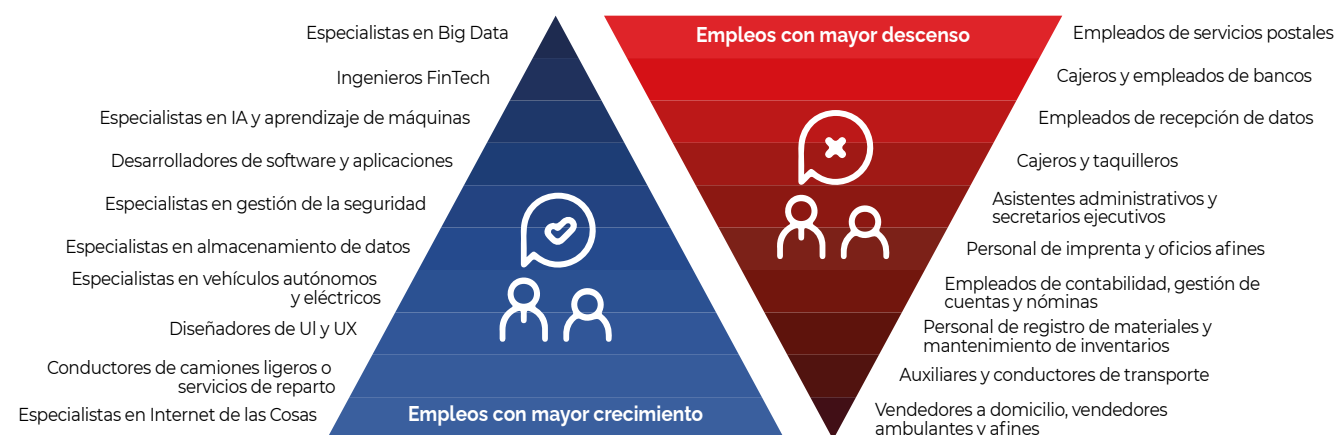 Especialistas en Big Data
Ingenieros FinTech
Especialistas en IA y aprendizaje de máquinas
Desarrolladores de software y aplicaciones
Especialistas en gestión de la seguridad
Especialistas en almacenamiento de datos
Especialistas en vehículos autónomos
y eléctricos
Diseñadores de UI y UX
Conductores de camiones ligeros o
servicios de reparto
Especialistas en Internet de las Cosas
Empleos con mayor crecimiento
Empleos con mayor descenso
Empleados de servicios postales
Cajeros y empleados de bancos
Empleados de recepción de datos
Cajeros y taquilleros
Asistentes administrativos y
secretarios ejecutivos
Personal de imprenta y oficios afines
Empleados de contabilidad, gestión de
cuentas y nóminas
Personal de registro de materiales y
mantenimiento de inventarios
Auxiliares y conductores de transporte
Vendedores a domicilio, vendedores
ambulantes y afines